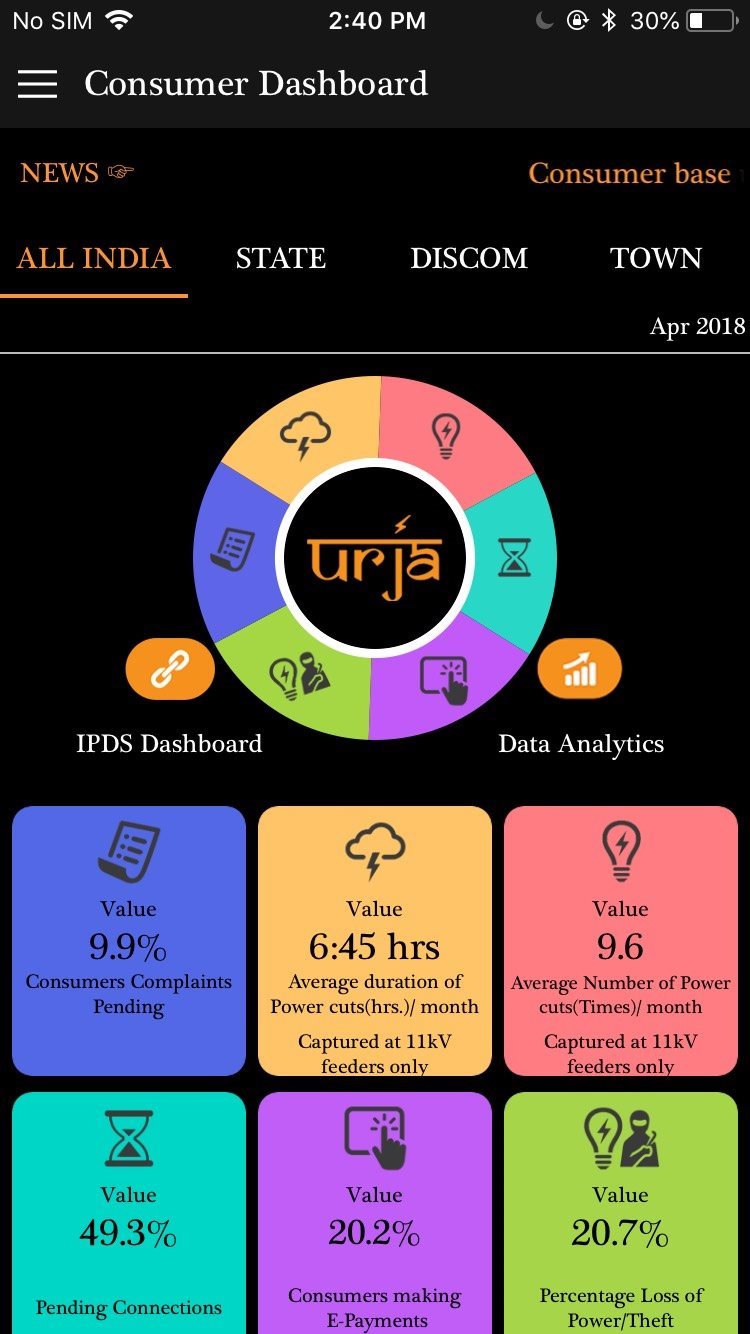 No SIM 2:40 PM 30%
Consumer Dashboard
NEWS Consumer base
ALL INDIA STATE DISCOM TOWN
Apr 2018
urja
IPDS Dashboard
Data Analytics
Value
9.9%
Consumers Complaints
Pending
Value
6:45 hrs
Average duration of
Power cuts(hrs.)/ month
Captured at 11kV
feeders only
Value
9.6
Average Number of Power
cuts(Times)/ month
Captured at 11kV
feeders only
Value
49.3%
Pending Connections
Value
20.2%
Consumers making
E-Payments
Value
20.7%
Percentage Loss of
Power/Theft